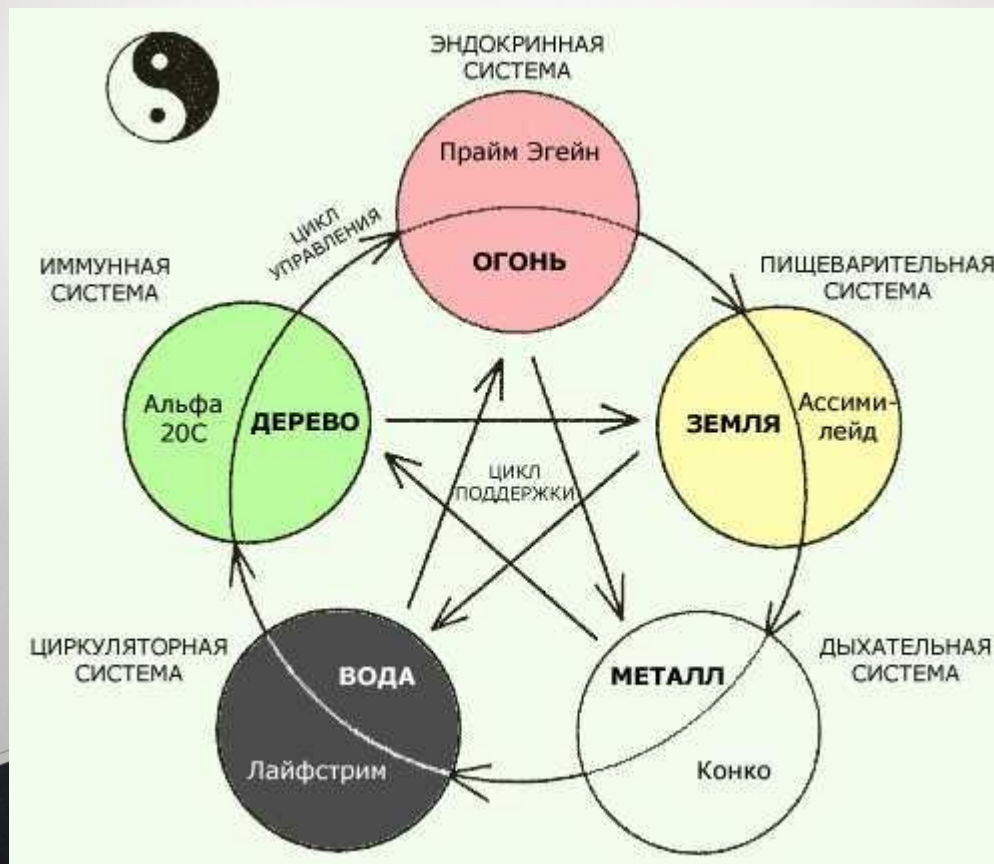 ЭНДОКРИННАЯ
СИСТЕМА
Прайм Эгейн
ОГОНЬ
ЦИКЛ
УПРАВЛЕНИЯ
ИММУННАЯ
СИСТЕМА
ПИЩЕВАРИТЕЛЬНАЯ
СИСТЕМА
Альфа
20С
ДЕРЕВО
ЗЕМЛЯ
Ассими-
лейд
ЦИКЛ
ПОДДЕРЖКИ
ЦИРКУЛЯТОРНАЯ
СИСТЕМА
ВОДА
Лайфстрим
МЕТАЛЛ
Конко
ДЫХАТЕЛЬНАЯ
СИСТЕМА